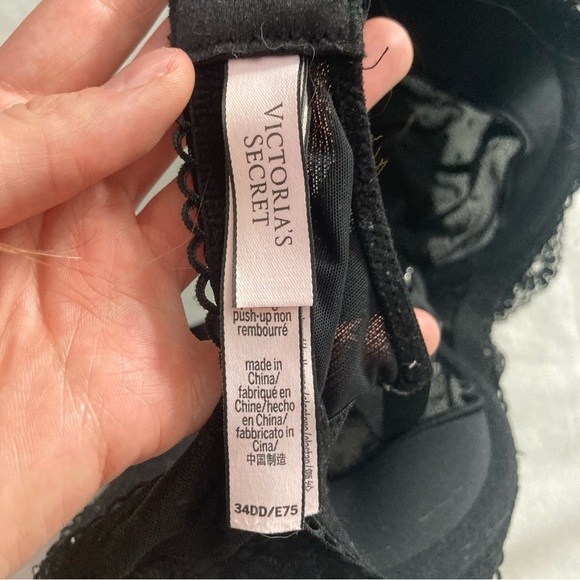 VICTORIA'S
SECRET
push-up non
rembourré
made in
China/
fabriqué en
Chine/hecho
en China/
fabbricato in
Cina/
中国制造
34DD/E75